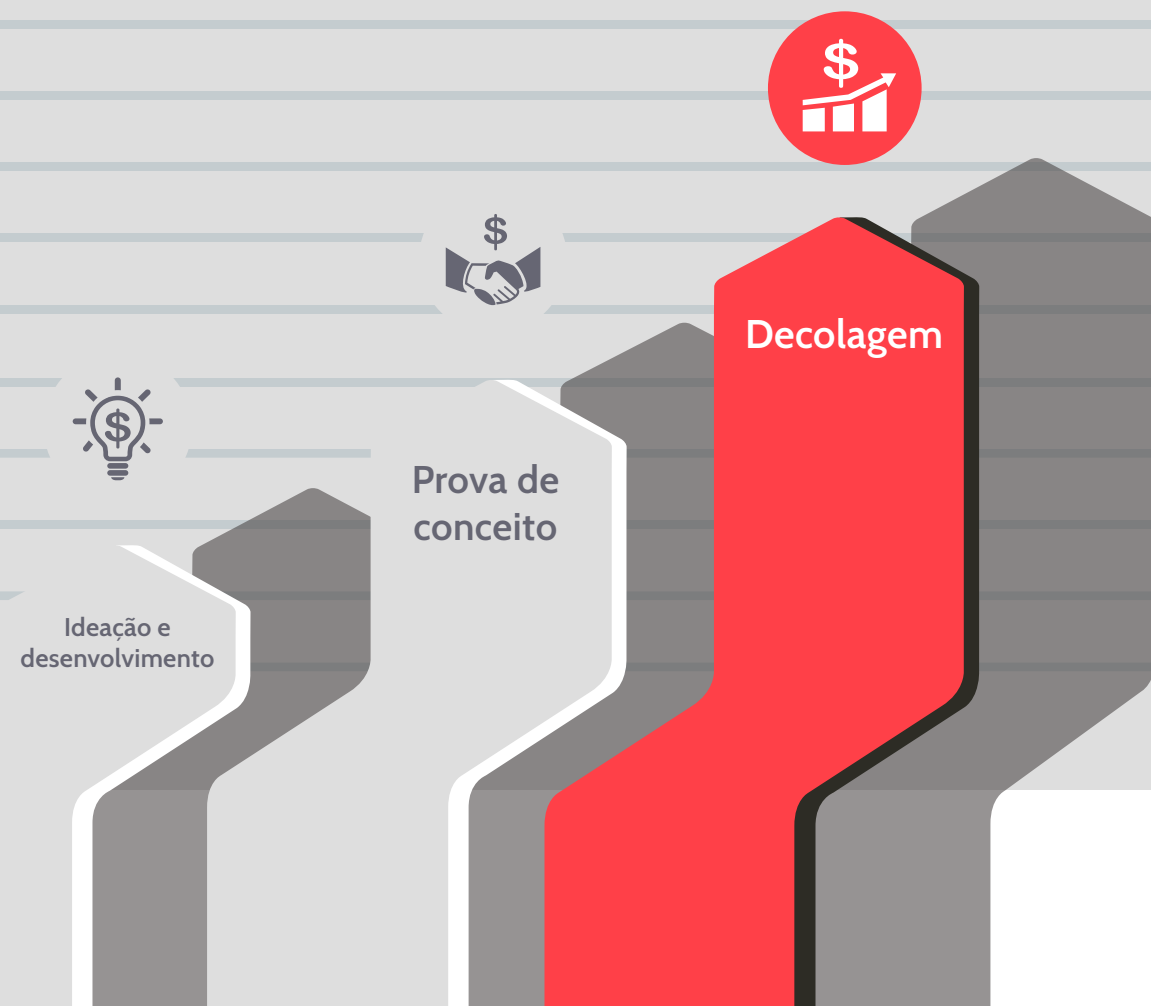 Ideação e
desenvolvimento
Prova de
conceito
Decolagem